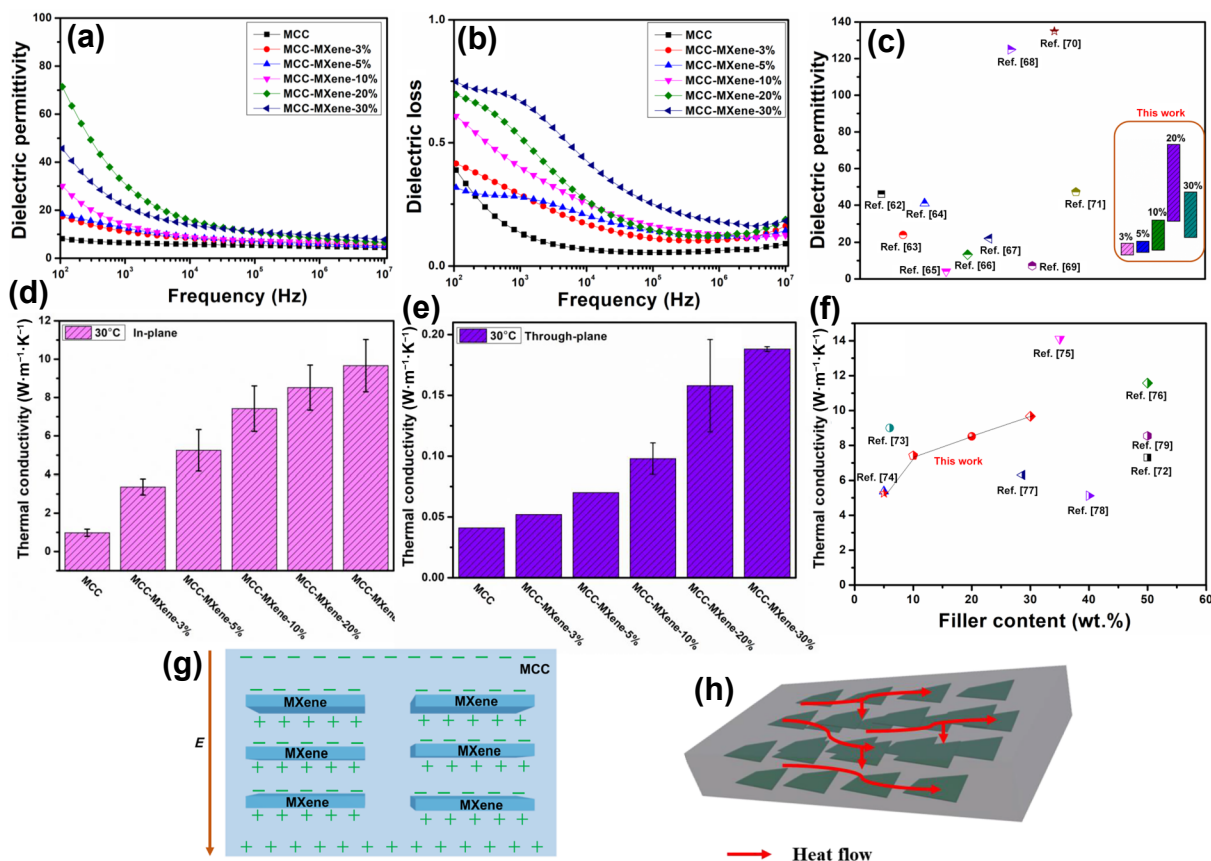 (a)
Dielectric permittivity
100
80
60
40
20
0
MCC
MCC-MXene-3%
MCC-MXene-5%
MCC-MXene-10%
MCC-MXene-20%
MCC-MXene-30%
10² 10³ 10⁴ 10⁵ 10⁶ 10⁷
Frequency (Hz)
(b)
Dielectric loss
1.0
0.5
0.0
MCC
MCC-MXene-3%
MCC-MXene-5%
MCC-MXene-10%
MCC-MXene-20%
MCC-MXene-30%
10² 10³ 10⁴ 10⁵ 10⁶ 10⁷
Frequency (Hz)
(c)
Dielectric permittivity
140
120
100
80
60
40
20
0
Ref. [70]
Ref. [68]
This work
20%
30%
10%
5%
3%
Ref. [71]
Ref. [62]
Ref. [64]
Ref. [63]
Ref. [67]
Ref. [66]
Ref. [65]
Ref. [69]
(d)
Thermal conductivity (W·m⁻¹·K⁻¹)
12
10
8
6
4
2
0
30°C In-plane
MCC
MCC-MXene-3%
MCC-MXene-5%
MCC-MXene-10%
MCC-MXene-20%
MCC-MXene
(e)
Thermal conductivity (W·m⁻¹·K⁻¹)
0.20
0.15
0.10
0.05
0.00
30°C Through-plane
MCC
MCC-MXene-3%
MCC-MXene-5%
MCC-MXene-10%
MCC-MXene-20%
MCC-MXene-30%
(f)
Thermal conductivity (W·m⁻¹·K⁻¹)
14
12
10
8
6
4
2
0
Ref. [75]
Ref. [76]
Ref. [73]
Ref. [79]
This work
Ref. [72]
Ref. [74]
Ref. [77]
Ref. [78]
0 10 20 30 40 50 60
Filler content (wt.%)
(g)
E
MCC
MXene MXene
MXene MXene
MXene MXene
(h)
Heat flow